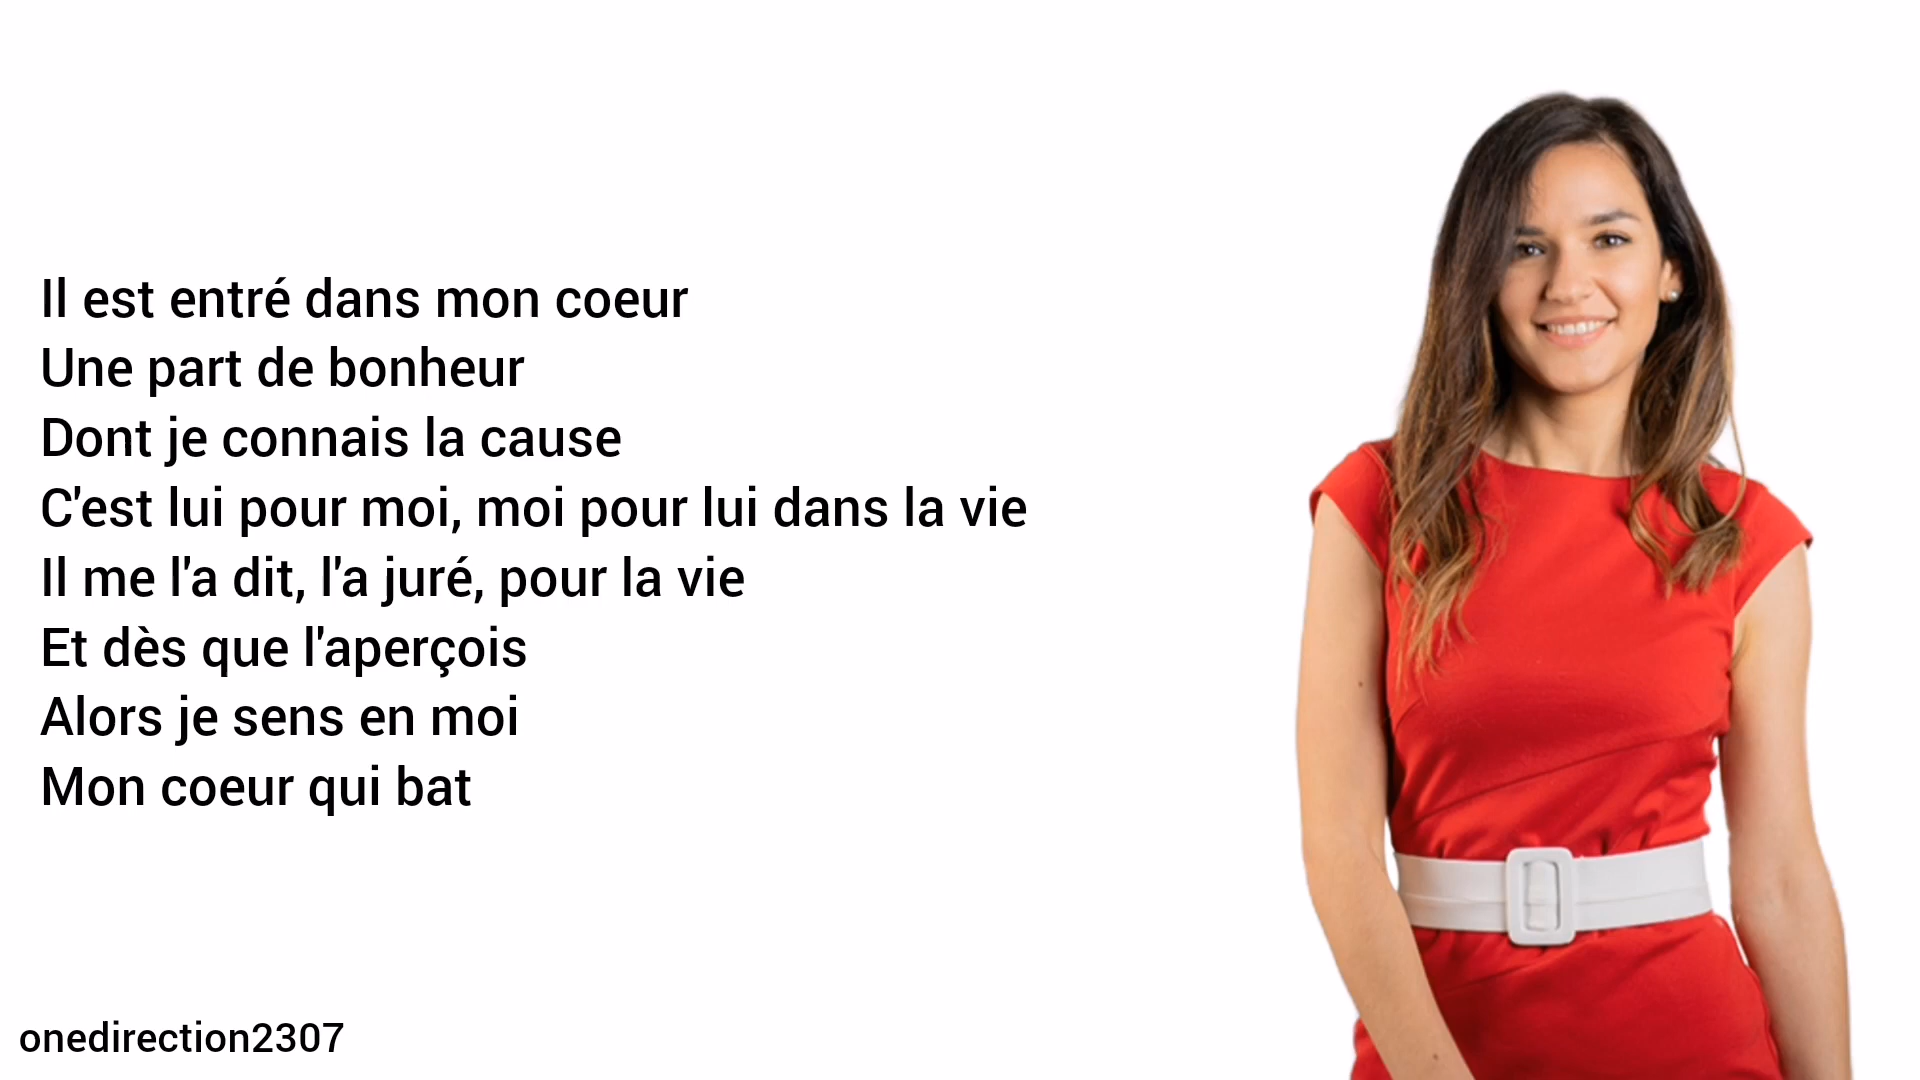 Il est entré dans mon coeur
Une part de bonheur
Dont je connais la cause
C'est lui pour moi, moi pour lui dans la vie
Il me l'a dit, l'a juré, pour la vie
Et dès que l'aperçois
Alors je sens en moi
Mon coeur qui bat
onedirection2307